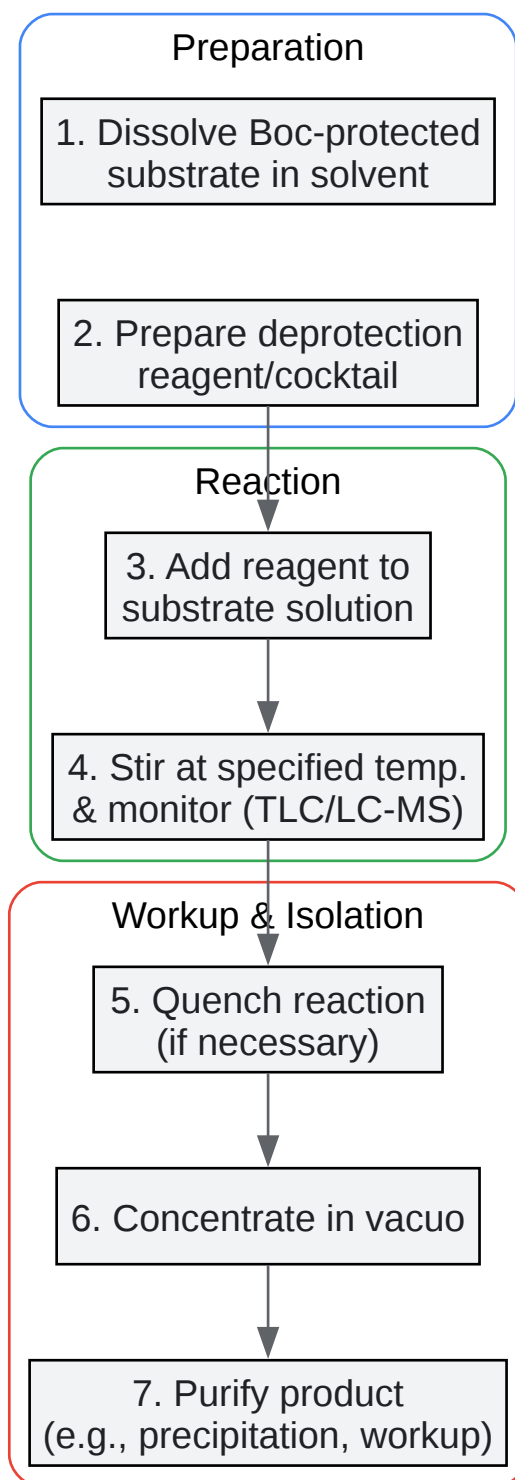 Preparation
1. Dissolve Boc-protected
substrate in solvent
2. Prepare deprotection
reagent/cocktail
Reaction
3. Add reagent to
substrate solution
4. Stir at specified temp.
& monitor (TLC/LC-MS)
Workup & Isolation
5. Quench reaction
(if necessary)
6. Concentrate in vacuo
7. Purify product
(e.g., precipitation, workup)